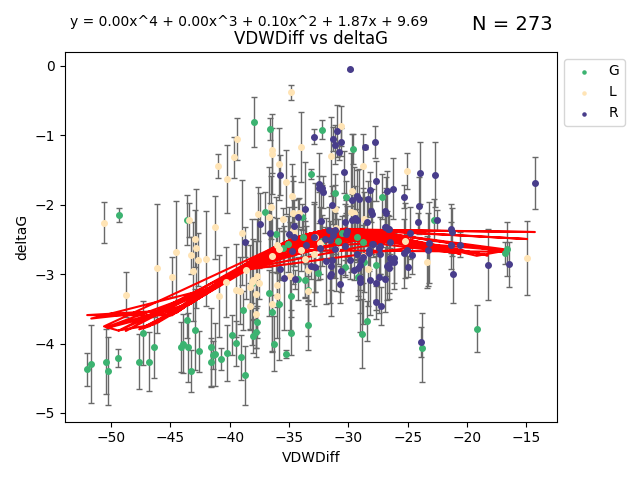 y = 0.00x^4 + 0.00x^3 + 0.10x^2 + 1.87x + 9.69
N = 273
VDWDiff vs deltaG
G
L
R
0
−1
−2
−3
−4
−5
deltaG
−50
−45
−40
−35
−30
−25
−20
−15
VDWDiff